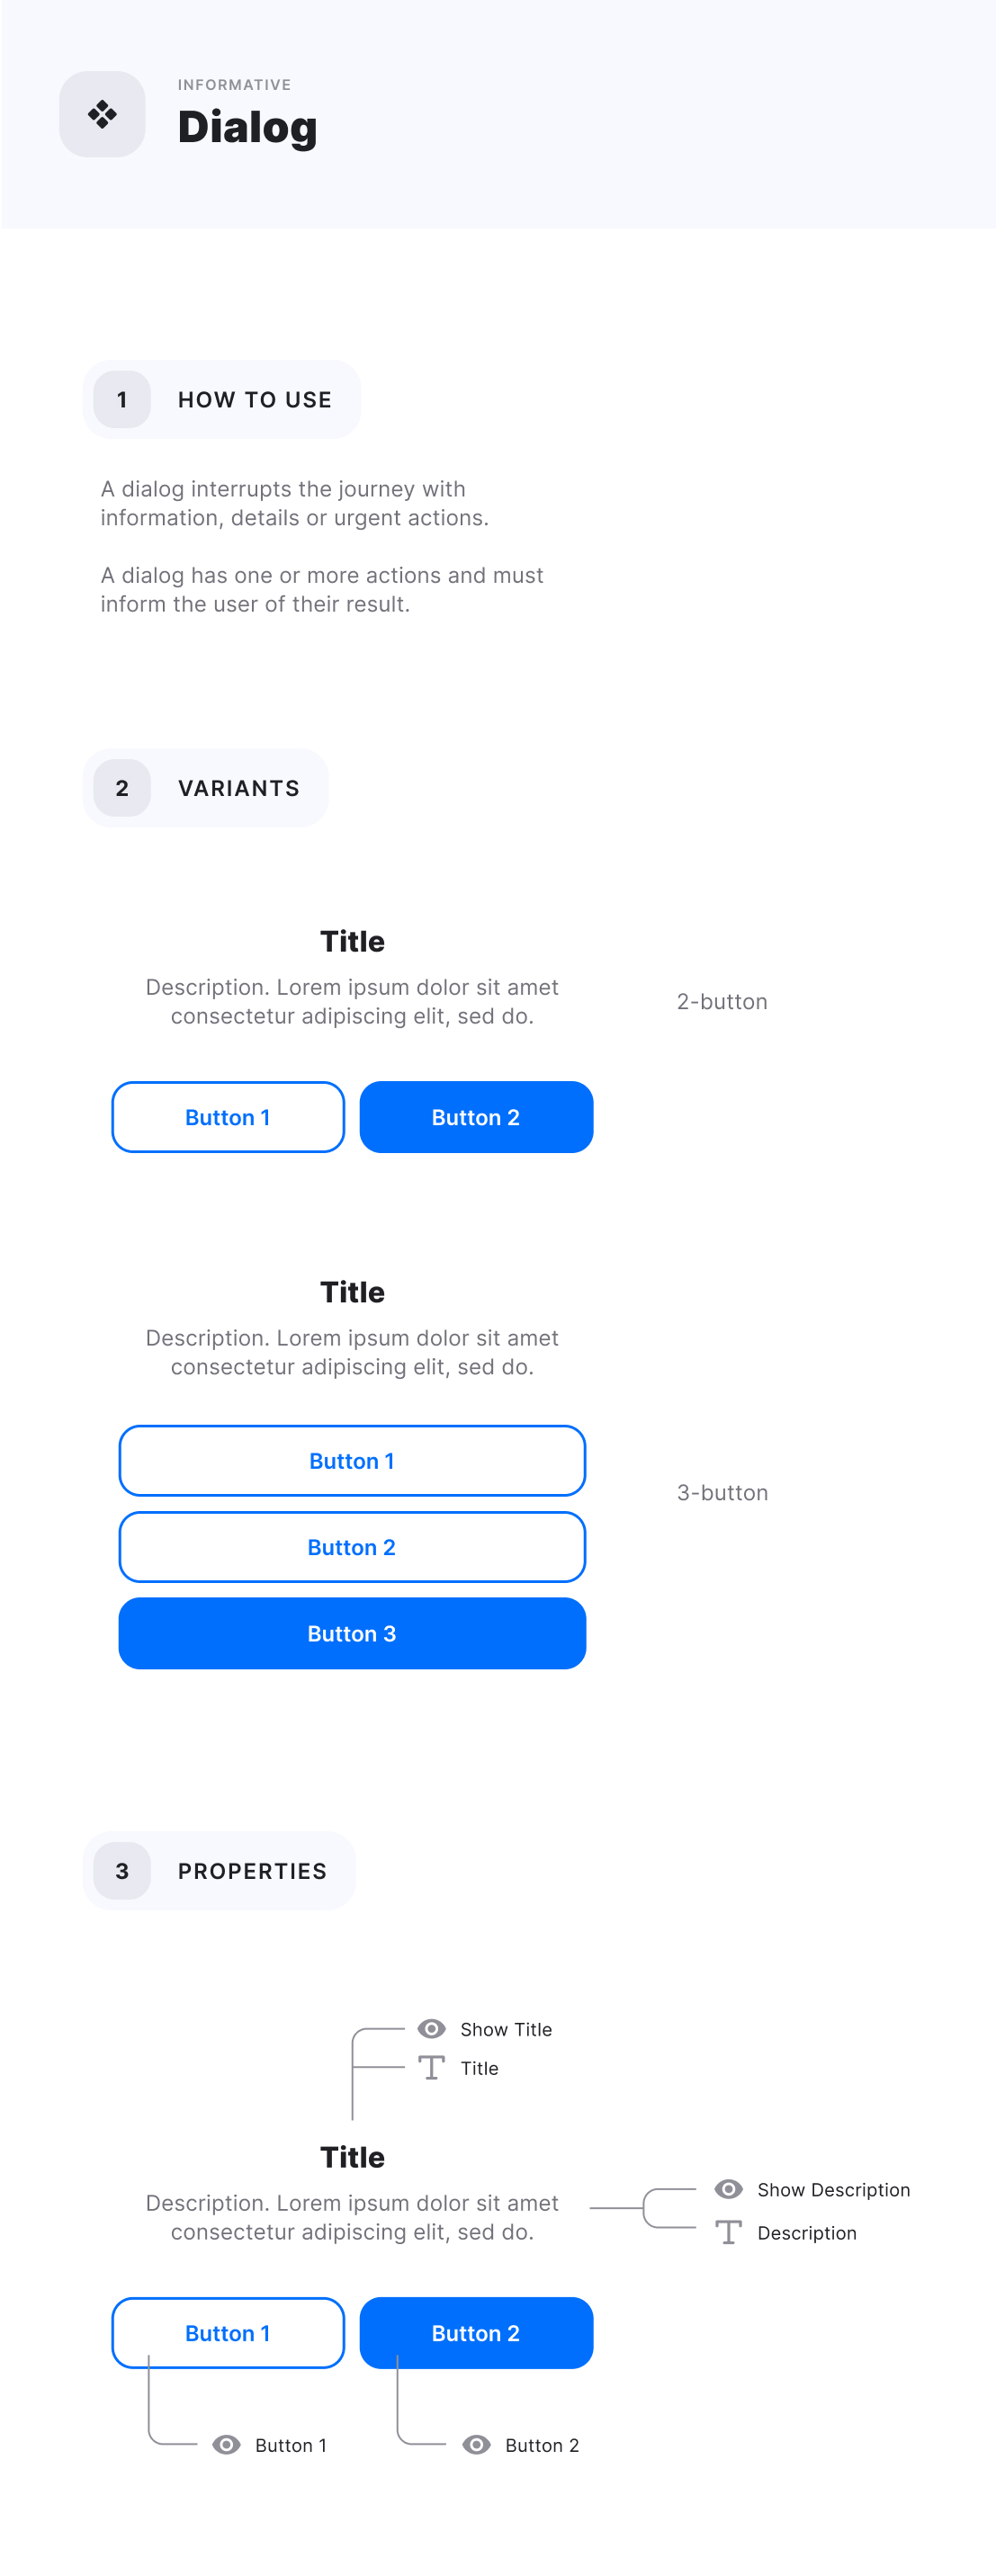 INFORMATIVE
Dialog
1 HOW TO USE
A dialog interrupts the journey with
information, details or urgent actions.
A dialog has one or more actions and must
inform the user of their result.
2 VARIANTS
Title
Description. Lorem ipsum dolor sit amet
consectetur adipiscing elit, sed do.
2-button
Button 1 Button 2
Title
Description. Lorem ipsum dolor sit amet
consectetur adipiscing elit, sed do.
Button 1
3-button
Button 2
Button 3
3 PROPERTIES
Show Title
Title
Title
Description. Lorem ipsum dolor sit amet
consectetur adipiscing elit, sed do.
Show Description
Description
Button 1 Button 2
Button 1 Button 2